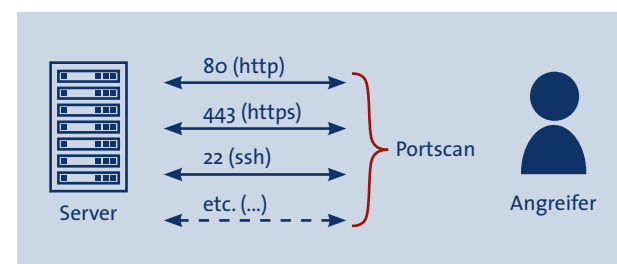 80 (http)
443 (https)
22 (ssh)
etc. (...)
Server
Portscan
Angreifer